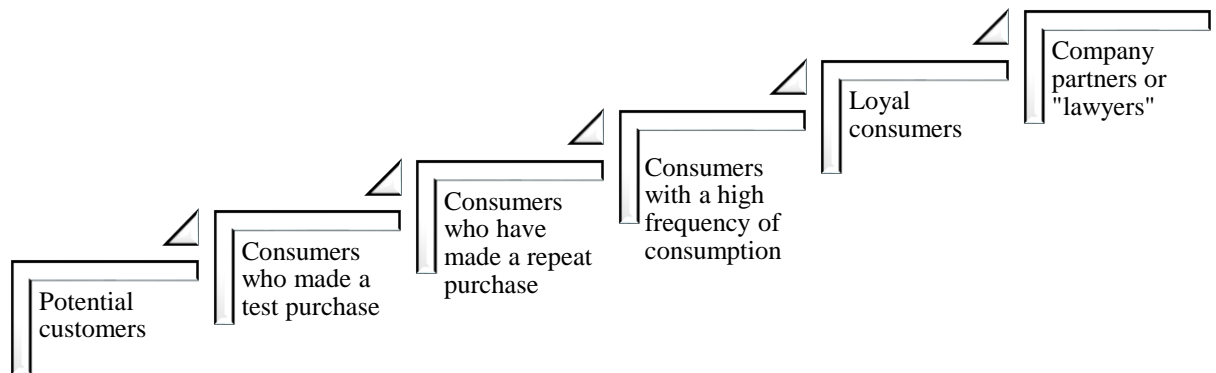 Potential
customers
Consumers
who made a
test purchase
Consumers
who have
made a repeat
purchase
Consumers
with a high
frequency of
consumption
Loyal
consumers
Company
partners or
"lawyers"